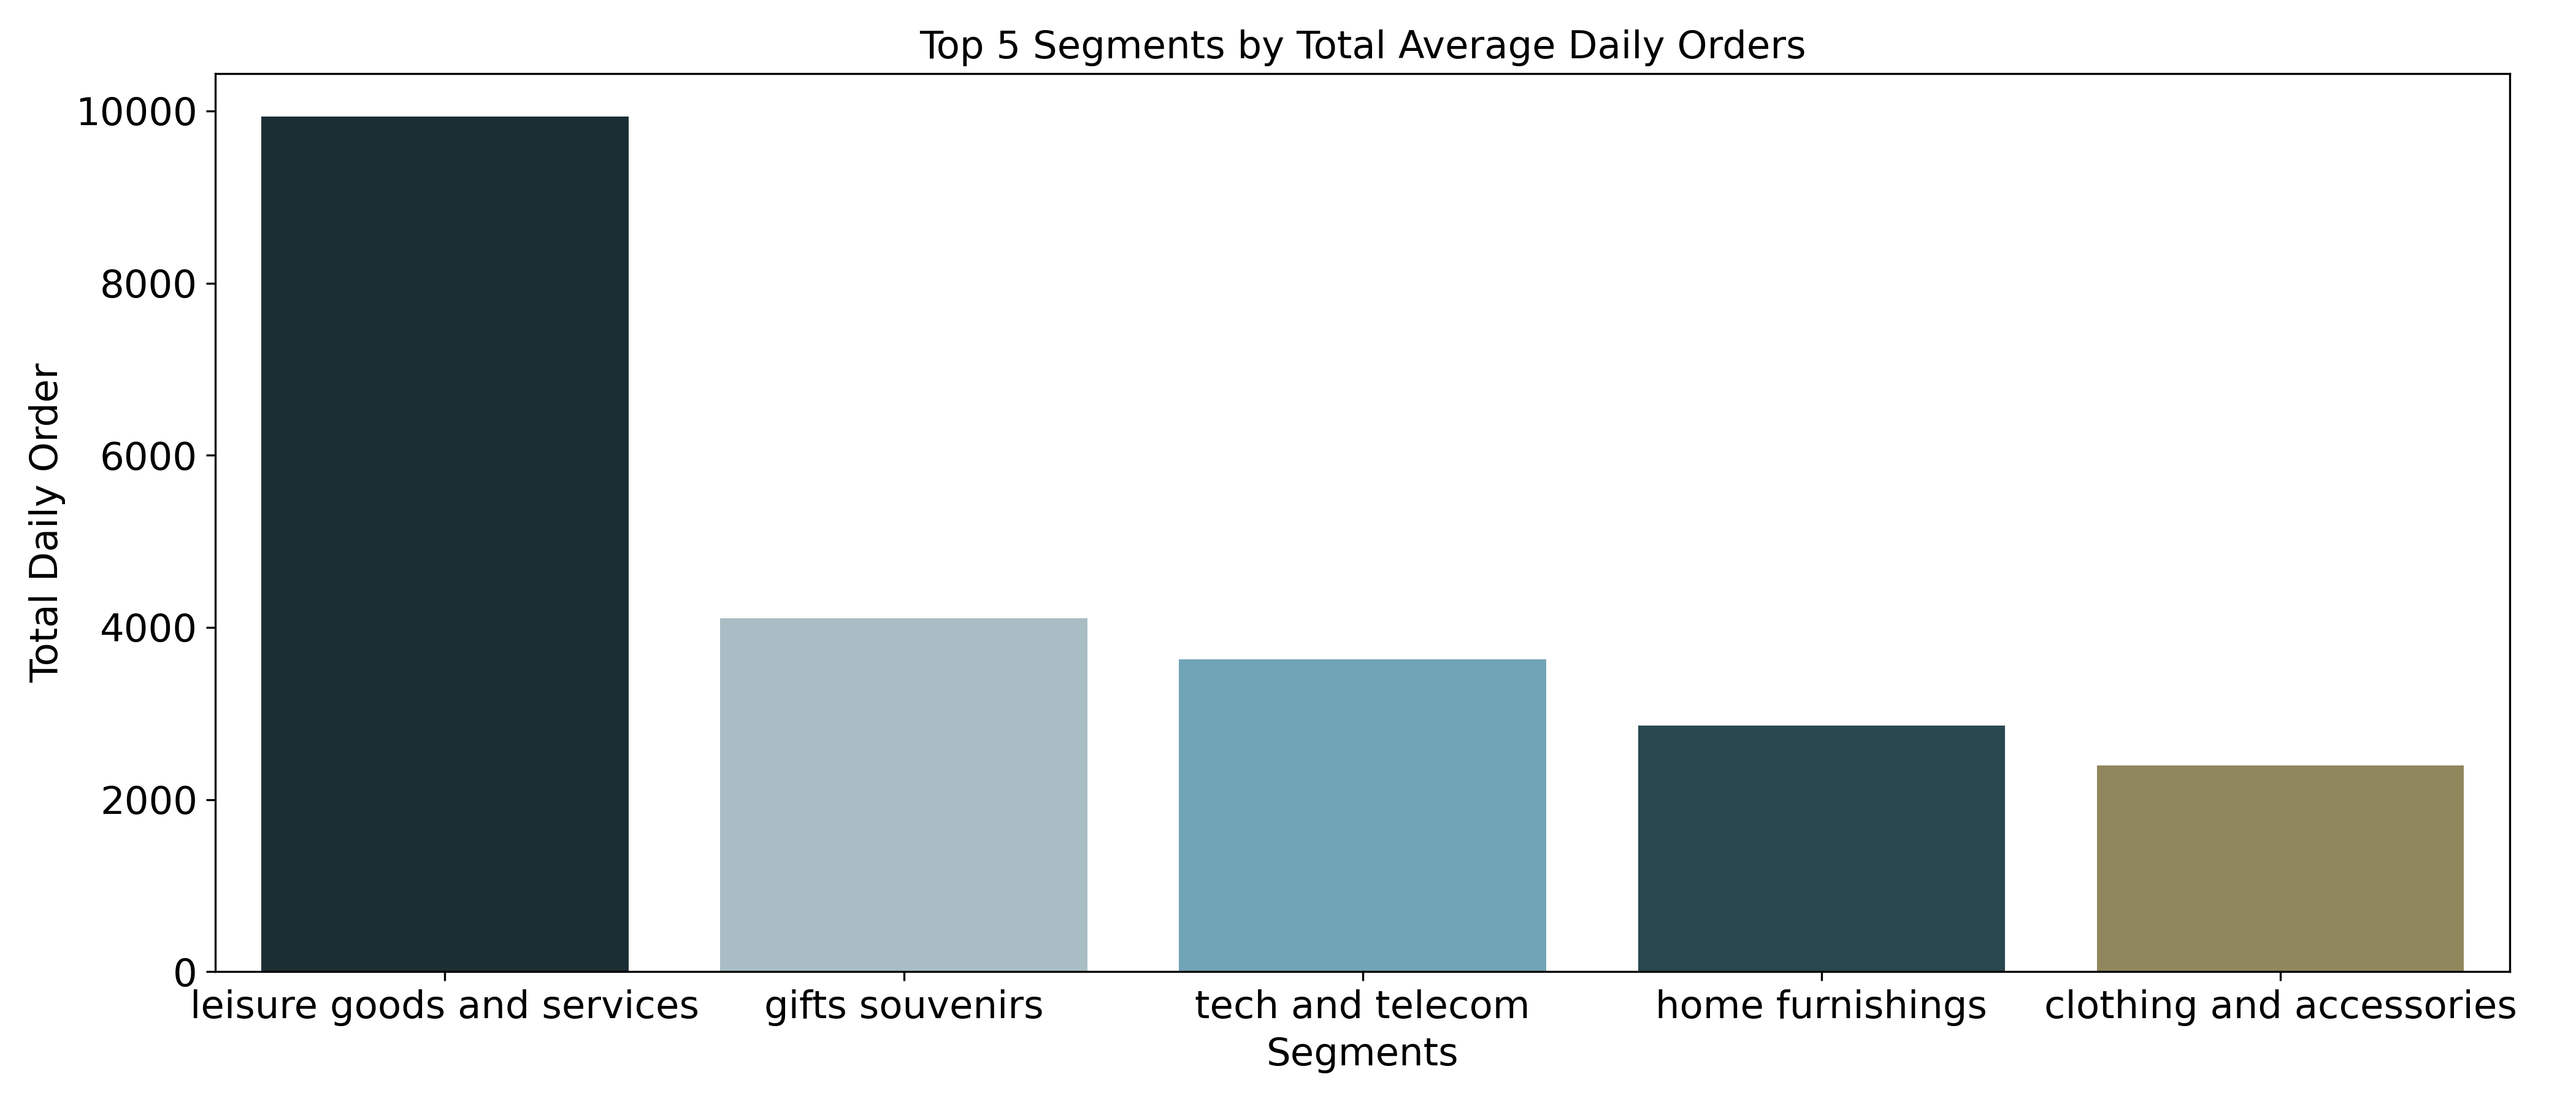 Top 5 Segments by Total Average Daily Orders
Total Daily Order
10000
8000
6000
4000
2000
0
leisure goods and services
gifts souvenirs
tech and telecom
home furnishings
clothing and accessories
Segments